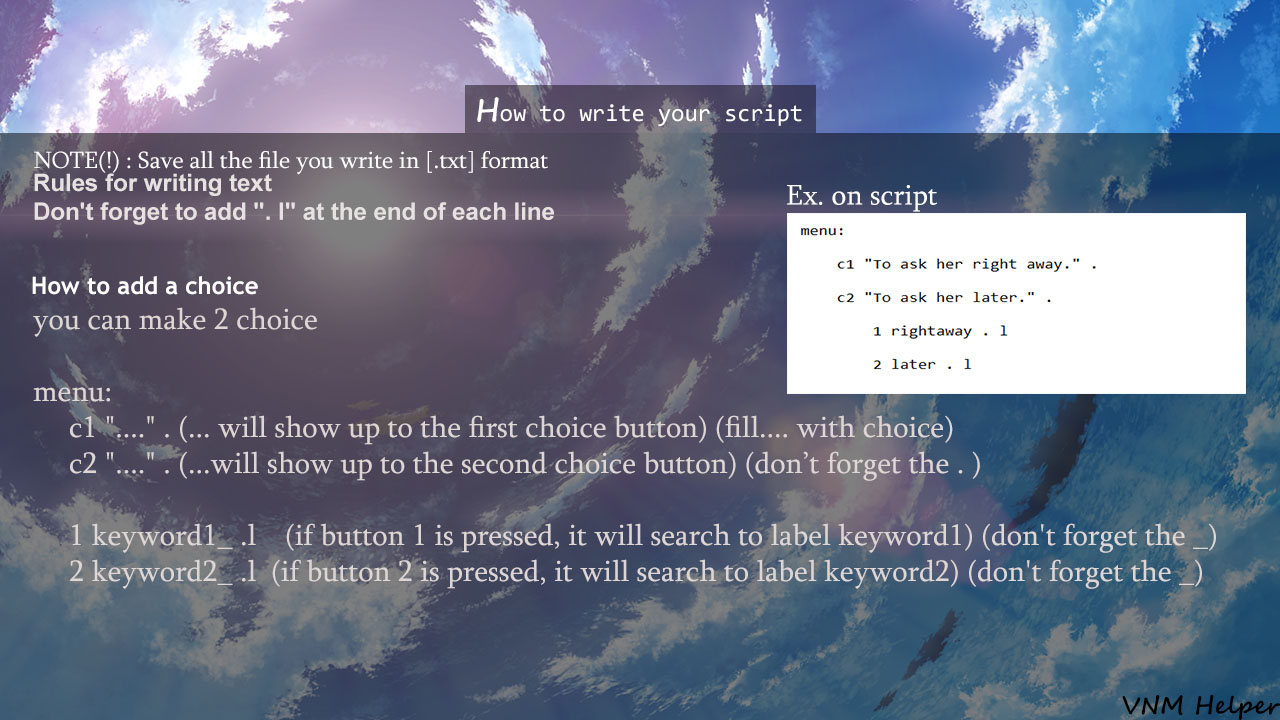 How to write your script
NOTE(!) : Save all the file you write in [.txt] format
Rules for writing text
Don't forget to add ". l" at the end of each line
How to add a choice
you can make 2 choice
menu:
c1 "...." . (... will show up to the first choice button) (fill.... with choice)
c2 "...." . (...will show up to the second choice button) (don’t forget the . )
1 keyword1_ .l (if button 1 is pressed, it will search to label keyword1) (don't forget the _)
2 keyword2_ .l (if button 2 is pressed, it will search to label keyword2) (don't forget the _)
Ex. on script
menu:
c1 "To ask her right away." .
c2 "To ask her later." .
1 rightaway . l
2 later . l
VNM Helper